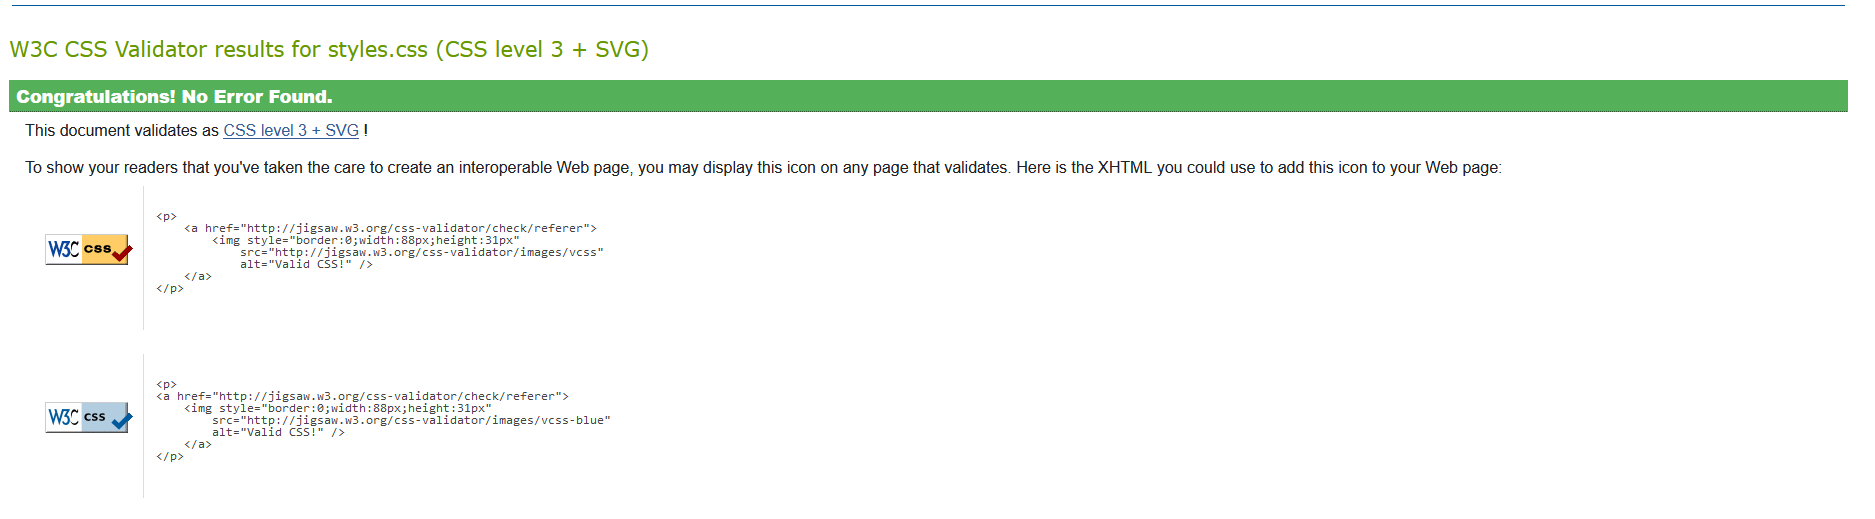 W3C CSS Validator results for styles.css (CSS level 3 + SVG)
Congratulations! No Error Found.
This document validates as CSS level 3 + SVG !
To show your readers that you've taken the care to create an interoperable Web page, you may display this icon on any page that validates. Here is the XHTML you could use to add this icon to your Web page:
W3C css
<p>
    <a href="http://jigsaw.w3.org/css-validator/check/referer">
        <img style="border:0;width:88px;height:31px"
            src="http://jigsaw.w3.org/css-validator/images/vcss"
            alt="Valid CSS!" />
    </a>
</p>
W3C css
<p>
<a href="http://jigsaw.w3.org/css-validator/check/referer">
    <img style="border:0;width:88px;height:31px"
        src="http://jigsaw.w3.org/css-validator/images/vcss-blue"
        alt="Valid CSS!" />
    </a>
</p>